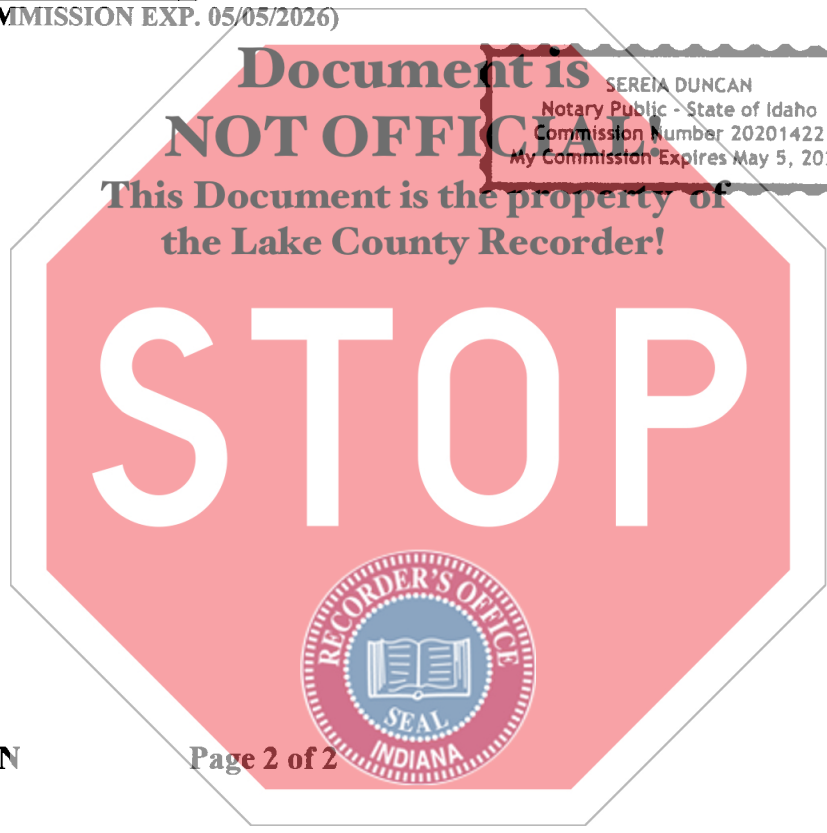 MMISSION EXP. 05/05/2026)
Document is
NOT OFFICIAL!
This Document is the property of
the Lake County Recorder!
SEREIA DUNCAN
Notary Public - State of Idaho
Commission Number 20201422
My Commission Expires May 5, 20
STOP
RECORDER'S OFFICE
SEAL
INDIANA
N
Page 2 of 2